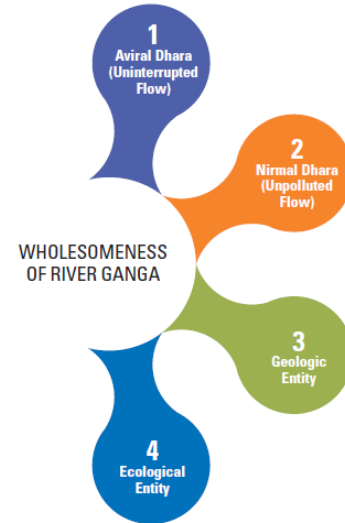 1
Aviral Dhara
(Uninterrupted
Flow)
2
Nirmal Dhara
(Unpolluted
Flow)
WHOLESOMENESS
OF RIVER GANGA
3
Geologic
Entity
4
Ecological
Entity